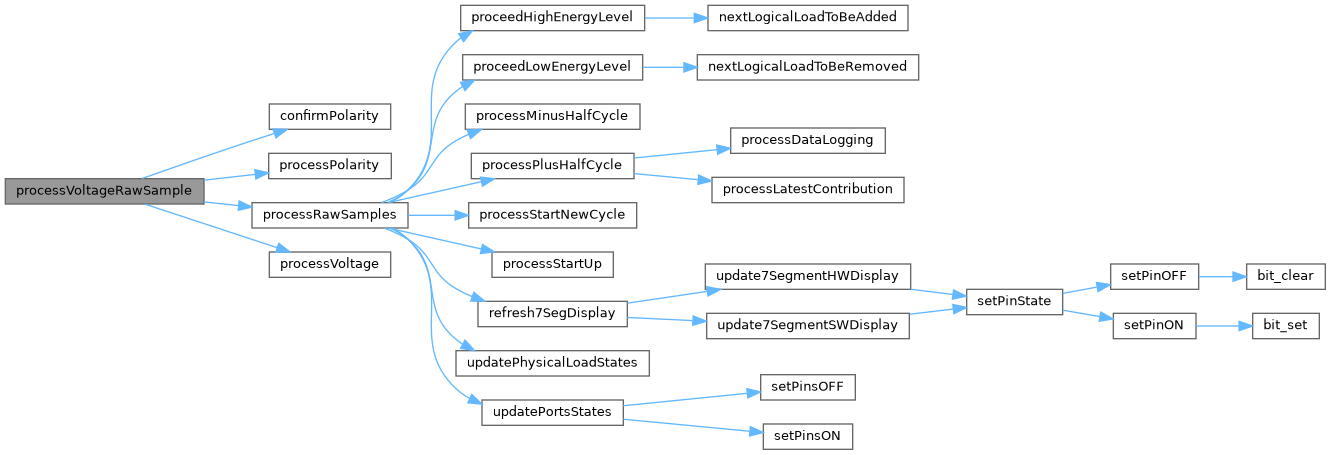 processVoltageRawSample
confirmPolarity
processPolarity
processRawSamples
processVoltage
proceedHighEnergyLevel
proceedLowEnergyLevel
processMinusHalfCycle
processPlusHalfCycle
processStartNewCycle
processStartUp
refresh7SegDisplay
updatePhysicalLoadStates
updatePortsStates
nextLogicalLoadToBeAdded
nextLogicalLoadToBeRemoved
processDataLogging
processLatestContribution
update7SegmentHWDisplay
update7SegmentSWDisplay
setPinsOFF
setPinsON
setPinState
setPinOFF
setPinON
bit_clear
bit_set